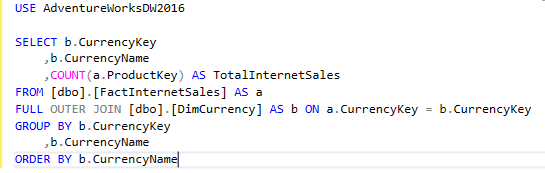 USE AdventureWorksDW2016
SELECT b.CurrencyKey
,b.CurrencyName
,COUNT(a.ProductKey) AS TotalInternetSales
FROM [dbo].[FactInternetSales] AS a
FULL OUTER JOIN [dbo].[DimCurrency] AS b ON a.CurrencyKey = b.CurrencyKey
GROUP BY b.CurrencyKey
,b.CurrencyName
ORDER BY b.CurrencyName